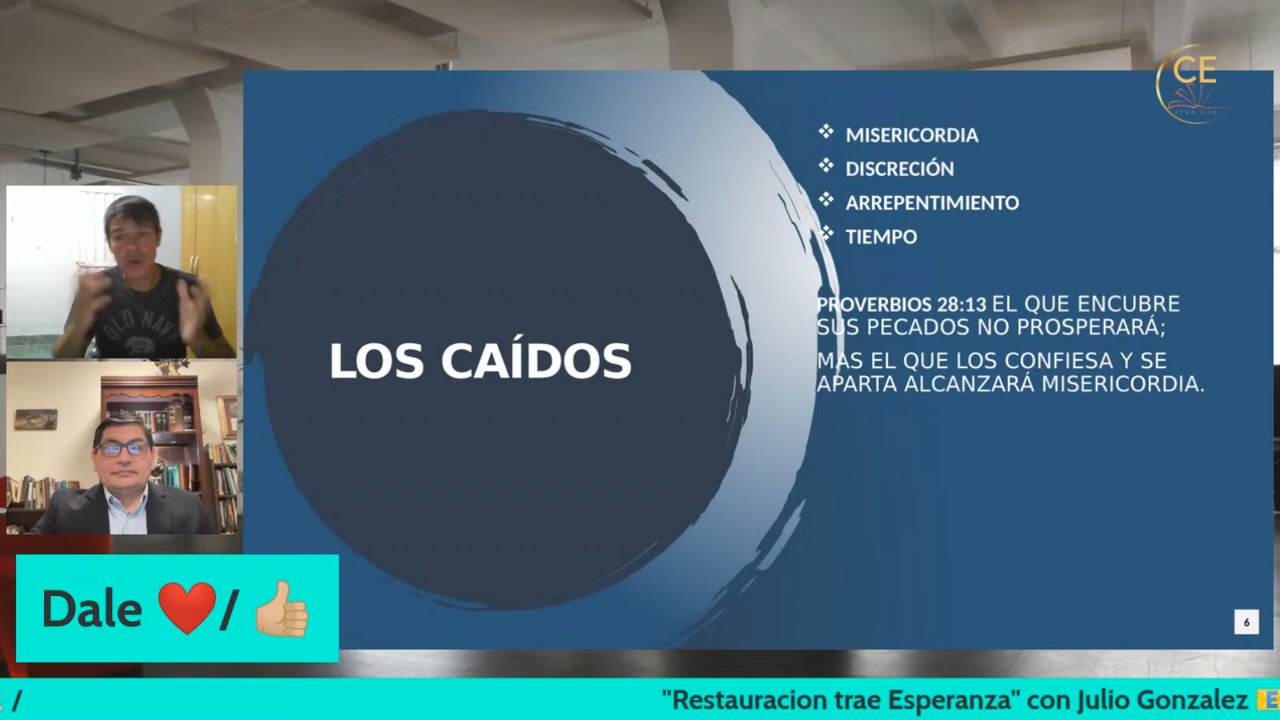 CE
MISERICORDIA
DISCRECIÓN
ARREPENTIMIENTO
TIEMPO
PROVERBIOS 28:13 EL QUE ENCUBRE
SUS PECADOS NO PROSPERARÁ;
MAS EL QUE LOS CONFIESA Y SE
APARTA ALCANZARÁ MISERICORDIA.
LOS CAÍDOS
OLD NAVY
6
Dale ❤️/ 👍🏼
/ "Restauracion trae Esperanza" con Julio Gonzalez